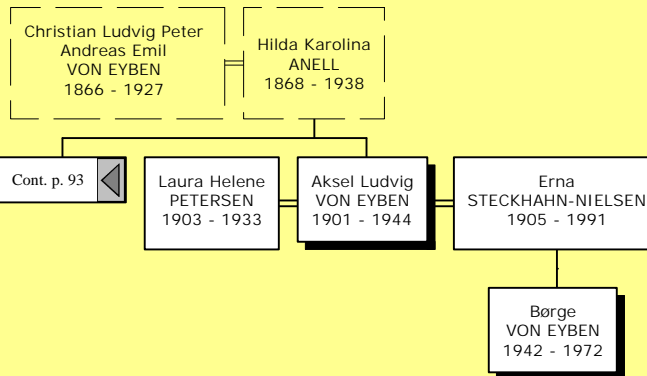 Christian Ludvig Peter
Andreas Emil
VON EYBEN
1866 - 1927
Hilda Karolina
ANELL
1868 - 1938
Cont. p. 93
Laura Helene
PETERSEN
1903 - 1933
Aksel Ludvig
VON EYBEN
1901 - 1944
Erna
STECKHAHN-NIELSEN
1905 - 1991
Børge
VON EYBEN
1942 - 1972